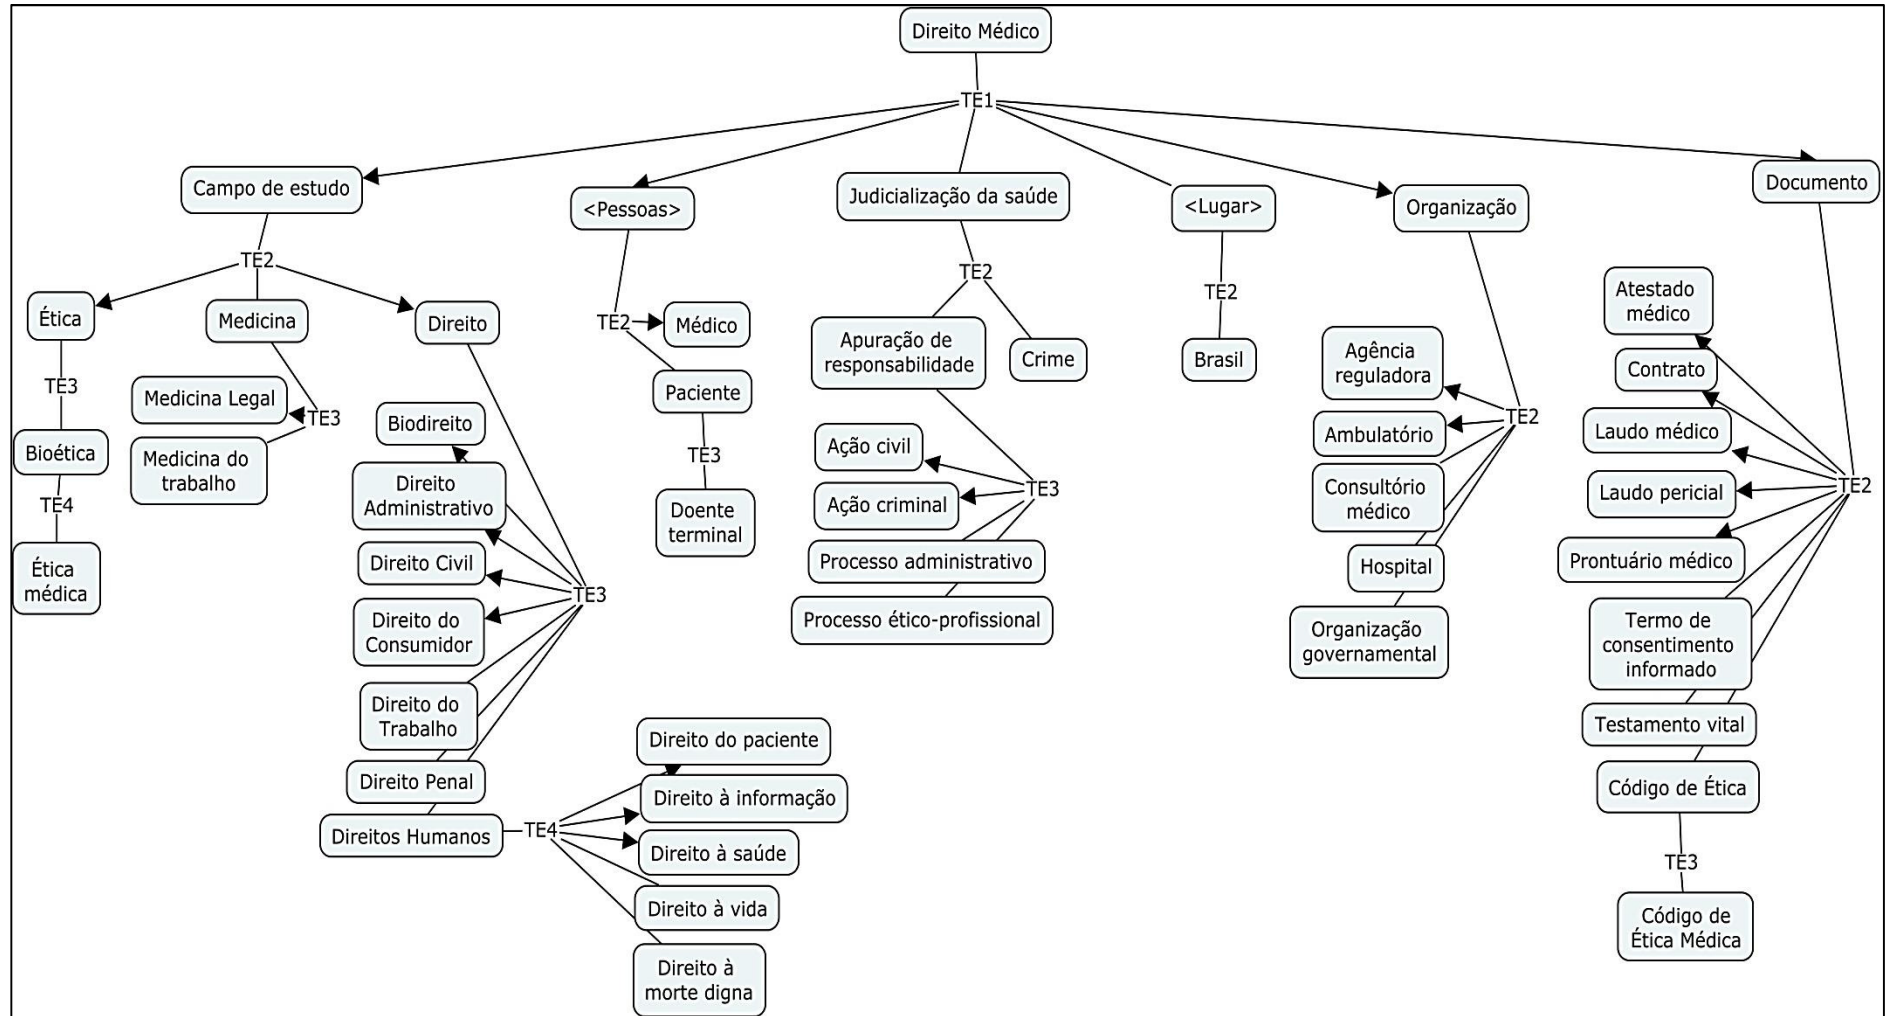 Direito Médico
TE1
Campo de estudo
<Pessoas>
Judicialização da saúde
<Lugar>
Organização
Documento
TE2
Ética
Medicina
Direito
TE3
Bioética
TE4
Ética
médica
TE3
Medicina Legal
Medicina do
trabalho
TE3
Biodireito
Direito
Administrativo
Direito Civil
Direito do
Consumidor
Direito do
Trabalho
Direito Penal
Direitos Humanos
TE4
Direito do paciente
Direito à informação
Direito à saúde
Direito à vida
Direito à
morte digna
TE2
Médico
Paciente
TE3
Doente
terminal
TE2
Apuração de
responsabilidade
Crime
TE3
Ação civil
Ação criminal
Processo administrativo
Processo ético-profissional
TE2
Brasil
TE2
Agência
reguladora
Ambulatório
Consultório
médico
Hospital
Organização
governamental
TE2
Atestado
médico
Contrato
Laudo médico
Laudo pericial
Prontuário médico
Termo de
consentimento
informado
Testamento vital
Código de Ética
TE3
Código de
Ética Médica